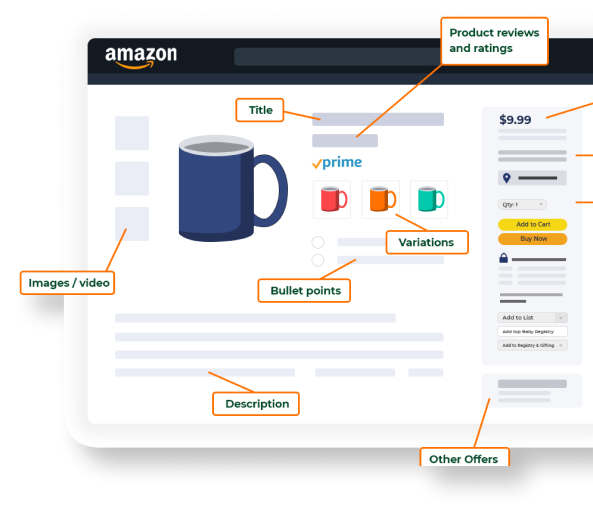 Product reviews
and ratings
amazon
Title
$9.99
prime
Qty: 1
Add to Cart
Variations
Buy Now
Images / video
Bullet points
Add to List
Add top Baby Registry
Add to Registry & Gifting
Description
Other Offers